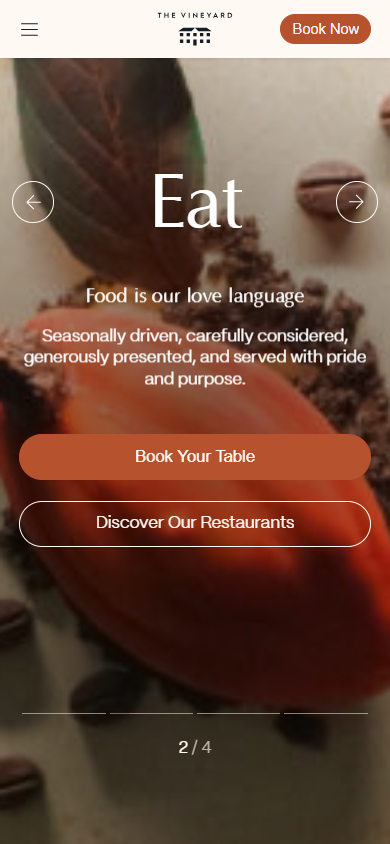 THE VINEYARD
Book Now
Eat
Food is our love language
Seasonally driven, carefully considered,
generously presented, and served with pride
and purpose.
Book Your Table
Discover Our Restaurants
2 / 4